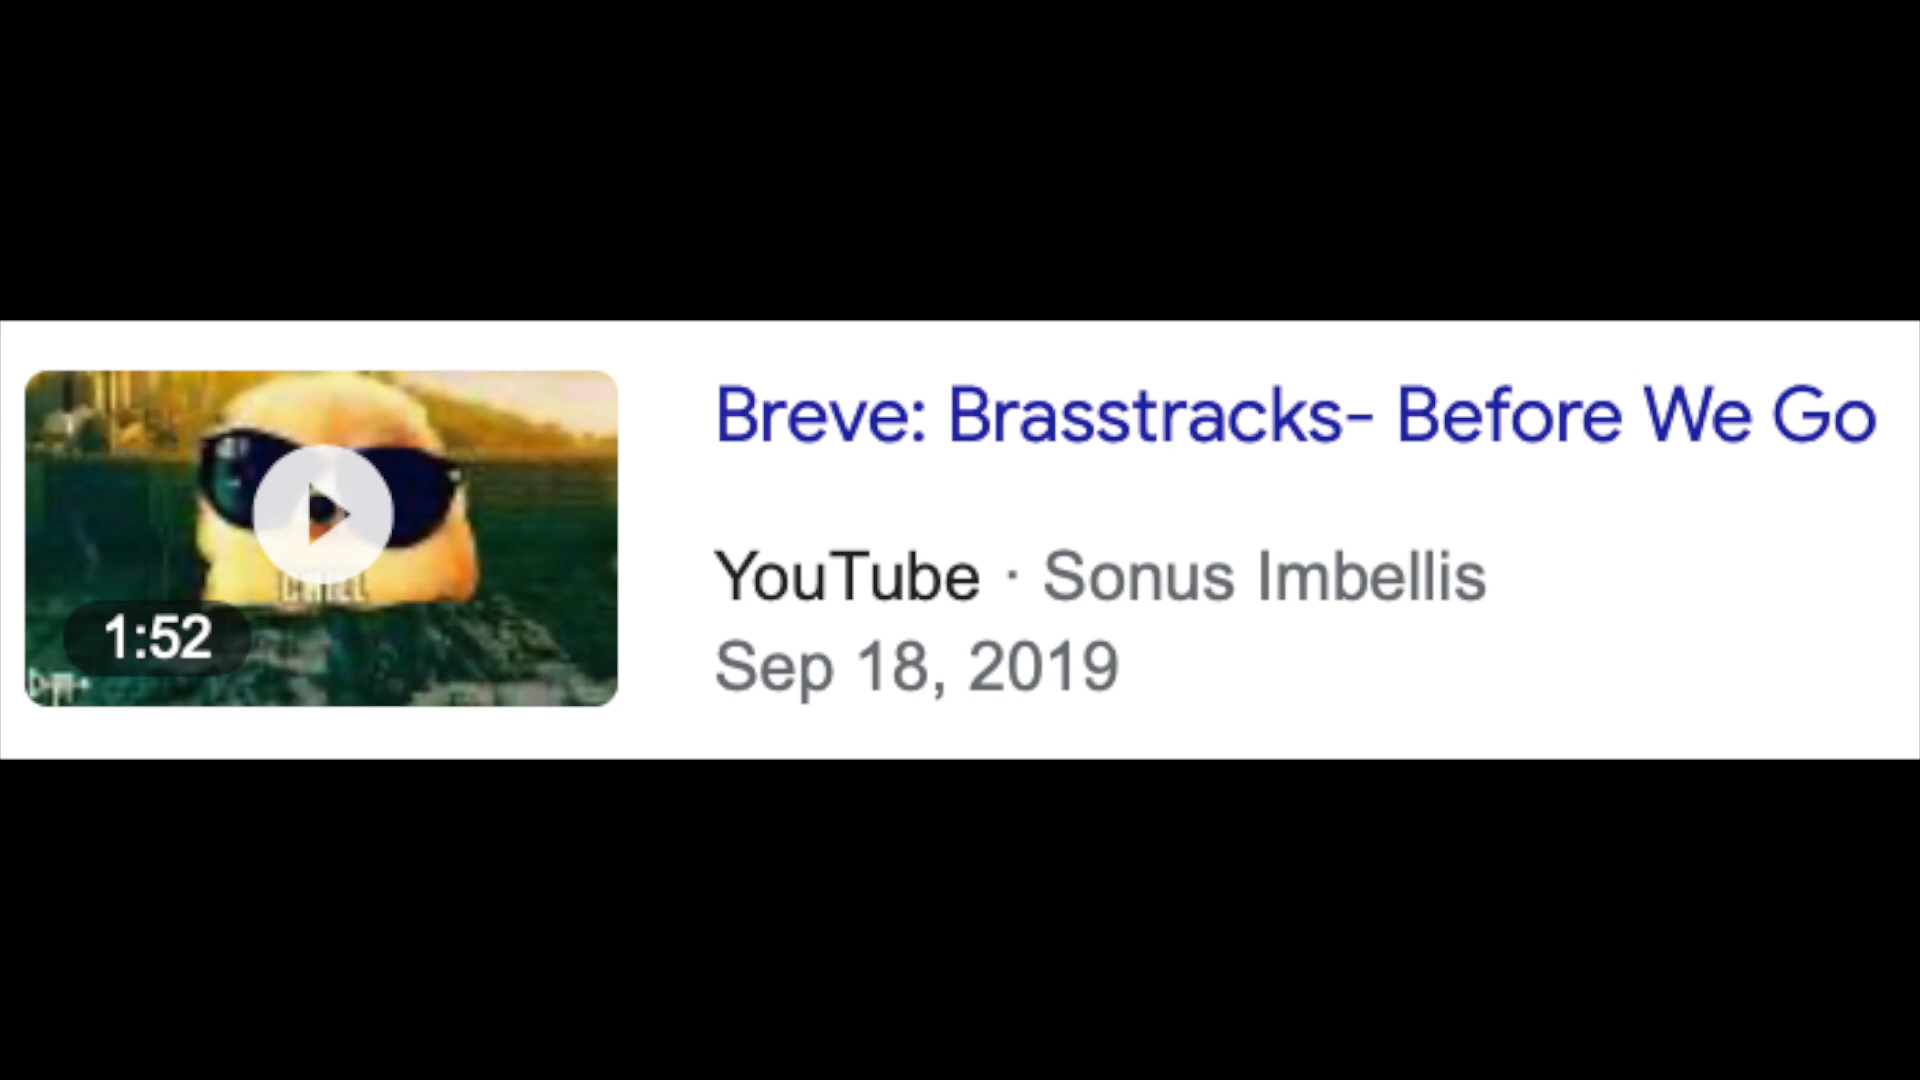 Breve: Brasstracks- Before We Go
YouTube · Sonus Imbellis
Sep 18, 2019
1:52